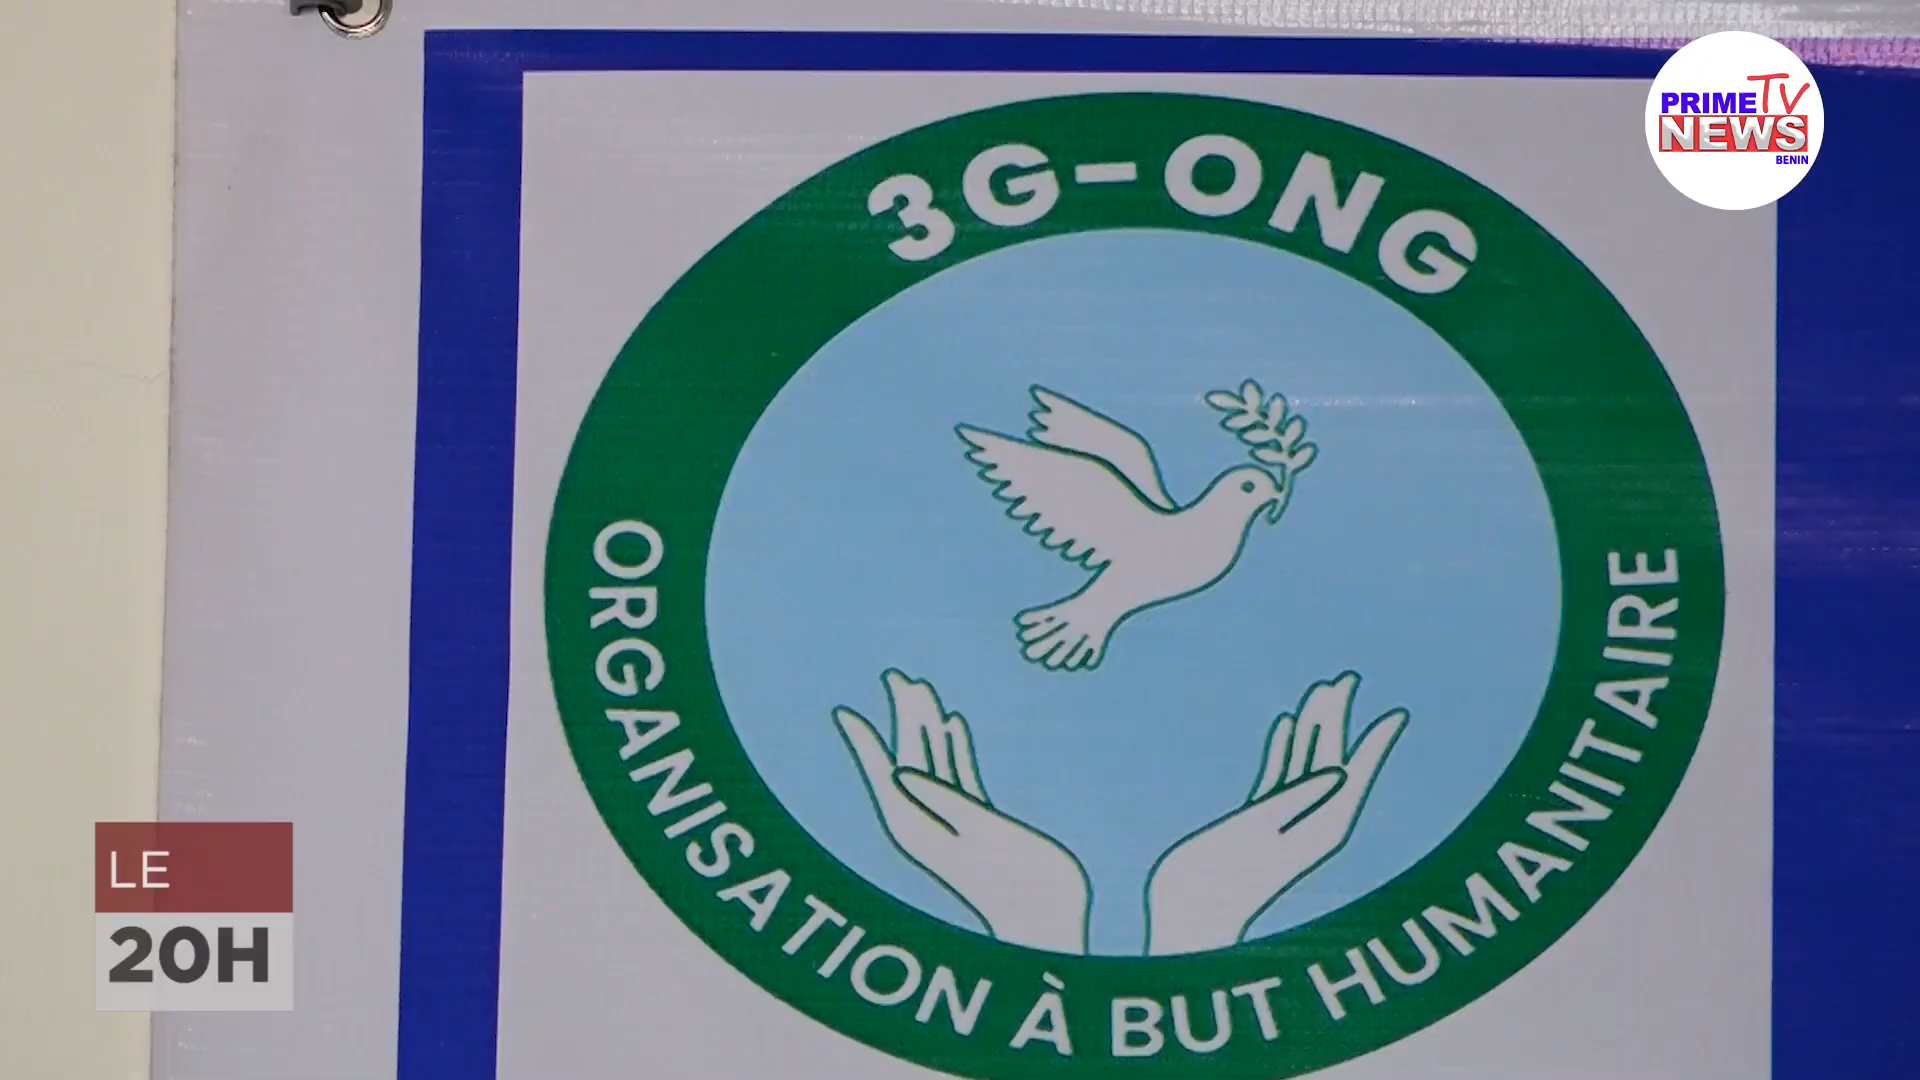 PRIME TV
NEWS
BENIN
3G-ONG
ORGANISATION À BUT HUMANITAIRE
LE
20H